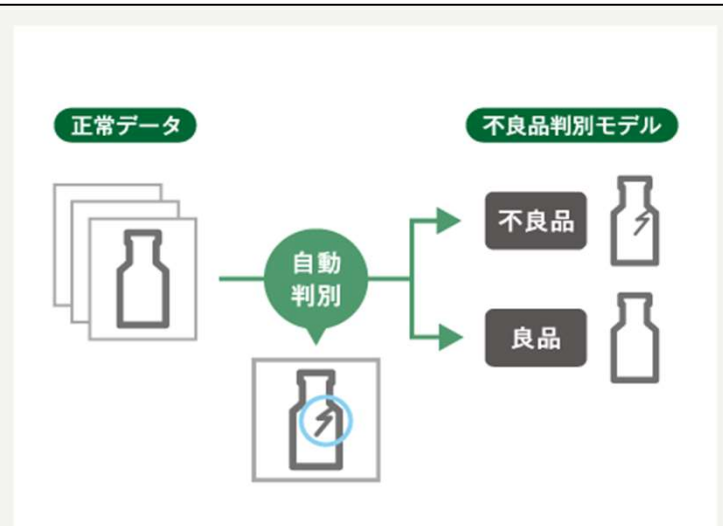 正常データ
不良品判別モデル
自動
判別
不良品
良品